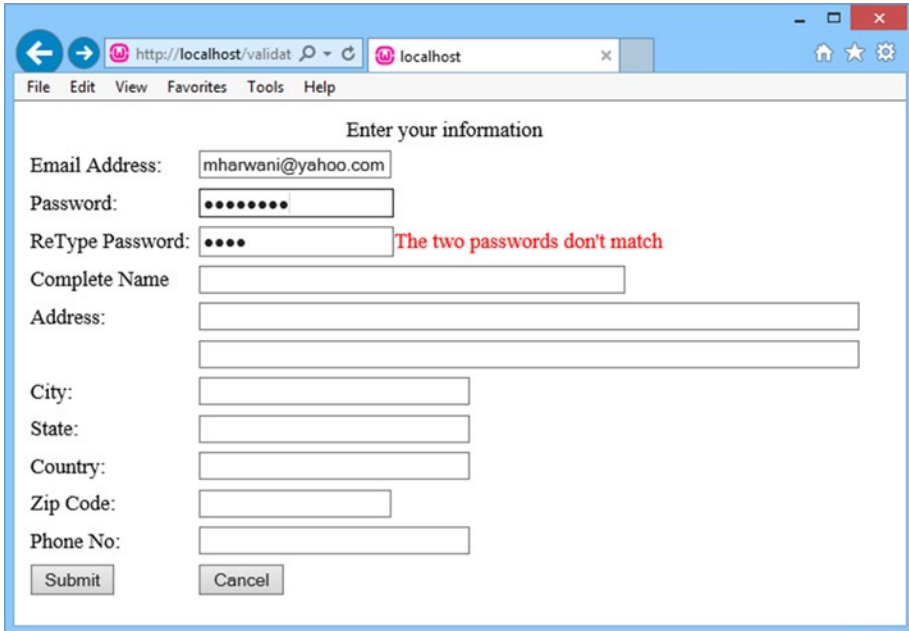 http://localhost/validat
localhost
File Edit View Favorites Tools Help
Enter your information
Email Address: mharwani@yahoo.com
Password: ●●●●●●●●
ReType Password: ●●●● The two passwords don't match
Complete Name
Address:
City:
State:
Country:
Zip Code:
Phone No:
Submit Cancel